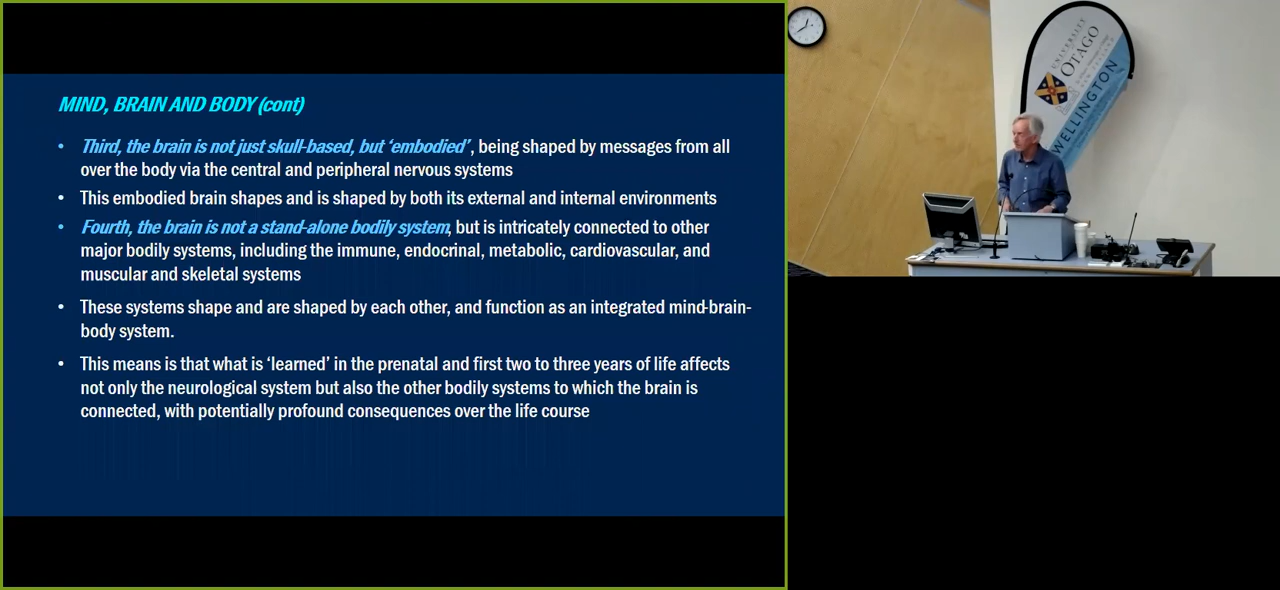 MIND, BRAIN AND BODY (cont)
• Third, the brain is not just skull-based, but ‘embodied’, being shaped by messages from all
over the body via the central and peripheral nervous systems
• This embodied brain shapes and is shaped by both its external and internal environments
• Fourth, the brain is not a stand-alone bodily system, but is intricately connected to other
major bodily systems, including the immune, endocrinal, metabolic, cardiovascular, and
muscular and skeletal systems
• These systems shape and are shaped by each other, and function as an integrated mind-brain-
body system.
• This means is that what is ‘learned’ in the prenatal and first two to three years of life affects
not only the neurological system but also the other bodily systems to which the brain is
connected, with potentially profound consequences over the life course
UNIVERSITY
OTAGO
WELLINGTON